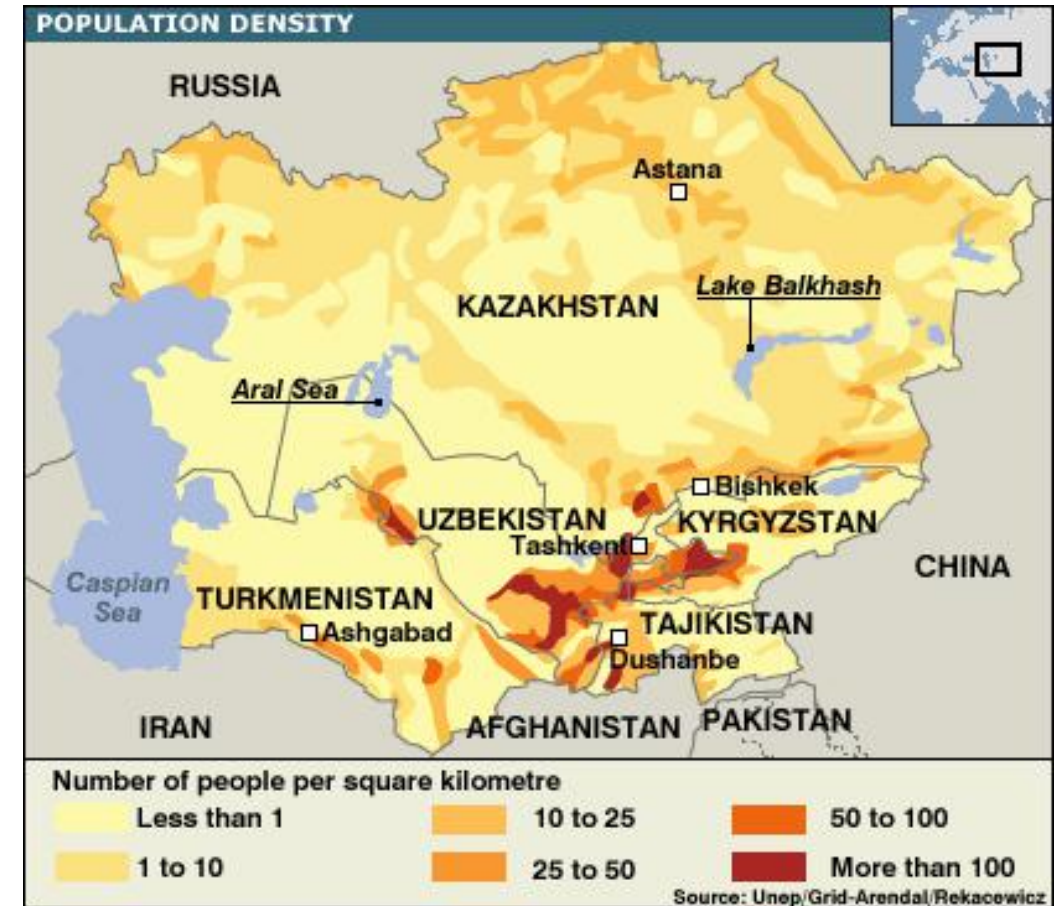 POPULATION DENSITY
RUSSIA
Astana
Lake Balkhash
KAZAKHSTAN
Aral Sea
Bishkek
UZBEKISTAN
KYRGYZSTAN
Tashkent
CHINA
Caspian
Sea
TURKMENISTAN
TAJIKISTAN
Ashgabad
Dushanbe
IRAN
AFGHANISTAN
PAKISTAN
Number of people per square kilometre
Less than 1
10 to 25
50 to 100
1 to 10
25 to 50
More than 100
Source: Unep/Grid-Arendal/Rekacewicz